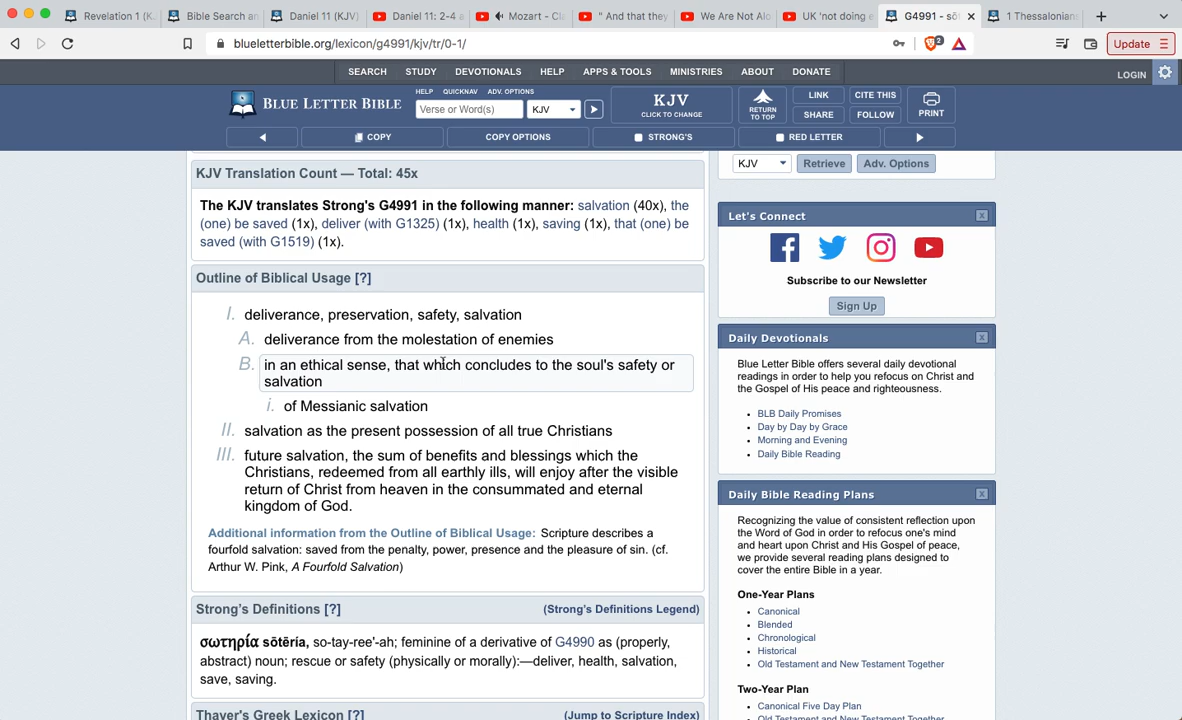 Revelation 1 (K
Bible Search an
Daniel 11 (KJV)
Daniel 11: 2-4 a
Mozart - Cl
" And that they
We Are Not Alo
UK 'not doing e
G4991 - sō
1 Thessalonian
blueletterbible.org/lexicon/g4991/kjv/tr/0-1/
2
Update
SEARCH STUDY DEVOTIONALS HELP APPS & TOOLS MINISTRIES ABOUT DONATE
LOGIN
BLUE LETTER BIBLE
HELP QUICKNAV ADV. OPTIONS
Verse or Word(s)
KJV
KJV
CLICK TO CHANGE
RETURN
TO TOP
LINK
CITE THIS
SHARE
FOLLOW
PRINT
COPY
COPY OPTIONS
STRONG'S
RED LETTER
KJV Translation Count — Total: 45x
The KJV translates Strong's G4991 in the following manner: salvation (40x), the
(one) be saved (1x), deliver (with G1325) (1x), health (1x), saving (1x), that (one) be
saved (with G1519) (1x).
Outline of Biblical Usage [?]
I. deliverance, preservation, safety, salvation
A. deliverance from the molestation of enemies
B. in an ethical sense, that which concludes to the soul's safety or
salvation
i. of Messianic salvation
II. salvation as the present possession of all true Christians
III. future salvation, the sum of benefits and blessings which the
Christians, redeemed from all earthly ills, will enjoy after the visible
return of Christ from heaven in the consummated and eternal
kingdom of God.
Additional information from the Outline of Biblical Usage: Scripture describes a
fourfold salvation: saved from the penalty, power, presence and the pleasure of sin. (cf.
Arthur W. Pink, A Fourfold Salvation)
Strong's Definitions [?]
(Strong's Definitions Legend)
σωτηρία sōtēría, so-tay-ree'-ah; feminine of a derivative of G4990 as (properly,
abstract) noun; rescue or safety (physically or morally):—deliver, health, salvation,
save, saving.
Thayer's Greek Lexicon [?]
(Jump to Scripture Index)
KJV
Retrieve
Adv. Options
Let's Connect
x
Subscribe to our Newsletter
Sign Up
Daily Devotionals
x
Blue Letter Bible offers several daily devotional
readings in order to help you refocus on Christ and
the Gospel of His peace and righteousness.
BLB Daily Promises
Day by Day by Grace
Morning and Evening
Daily Bible Reading
Daily Bible Reading Plans
x
Recognizing the value of consistent reflection upon
the Word of God in order to refocus one's mind
and heart upon Christ and His Gospel of peace,
we provide several reading plans designed to
cover the entire Bible in a year.
One-Year Plans
Canonical
Blended
Chronological
Historical
Old Testament and New Testament Together
Two-Year Plan
Canonical Five Day Plan
Old Testament and New Testament Together